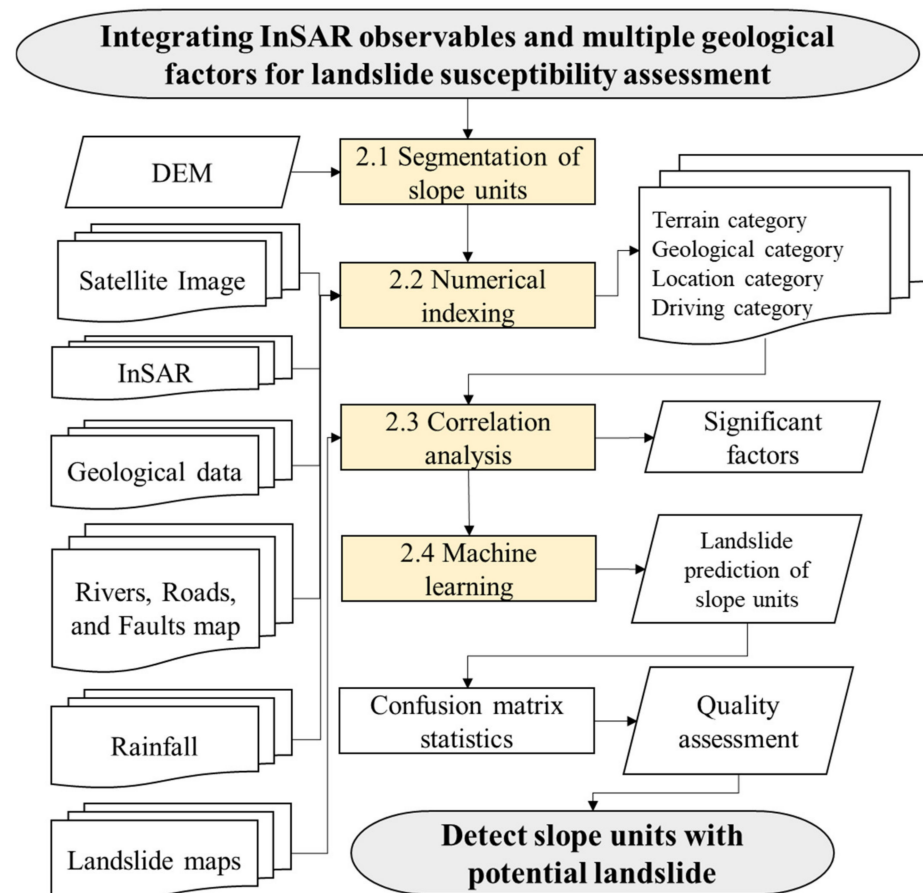 Integrating InSAR observables and multiple geological
factors for landslide susceptibility assessment
DEM
2.1 Segmentation of
slope units
Satellite Image
2.2 Numerical
indexing
Terrain category
Geological category
Location category
Driving category
InSAR
Geological data
2.3 Correlation
analysis
Significant
factors
Rivers, Roads,
and Faults map
2.4 Machine
learning
Landslide
prediction of
slope units
Rainfall
Confusion matrix
statistics
Quality
assessment
Landslide maps
Detect slope units with
potential landslide